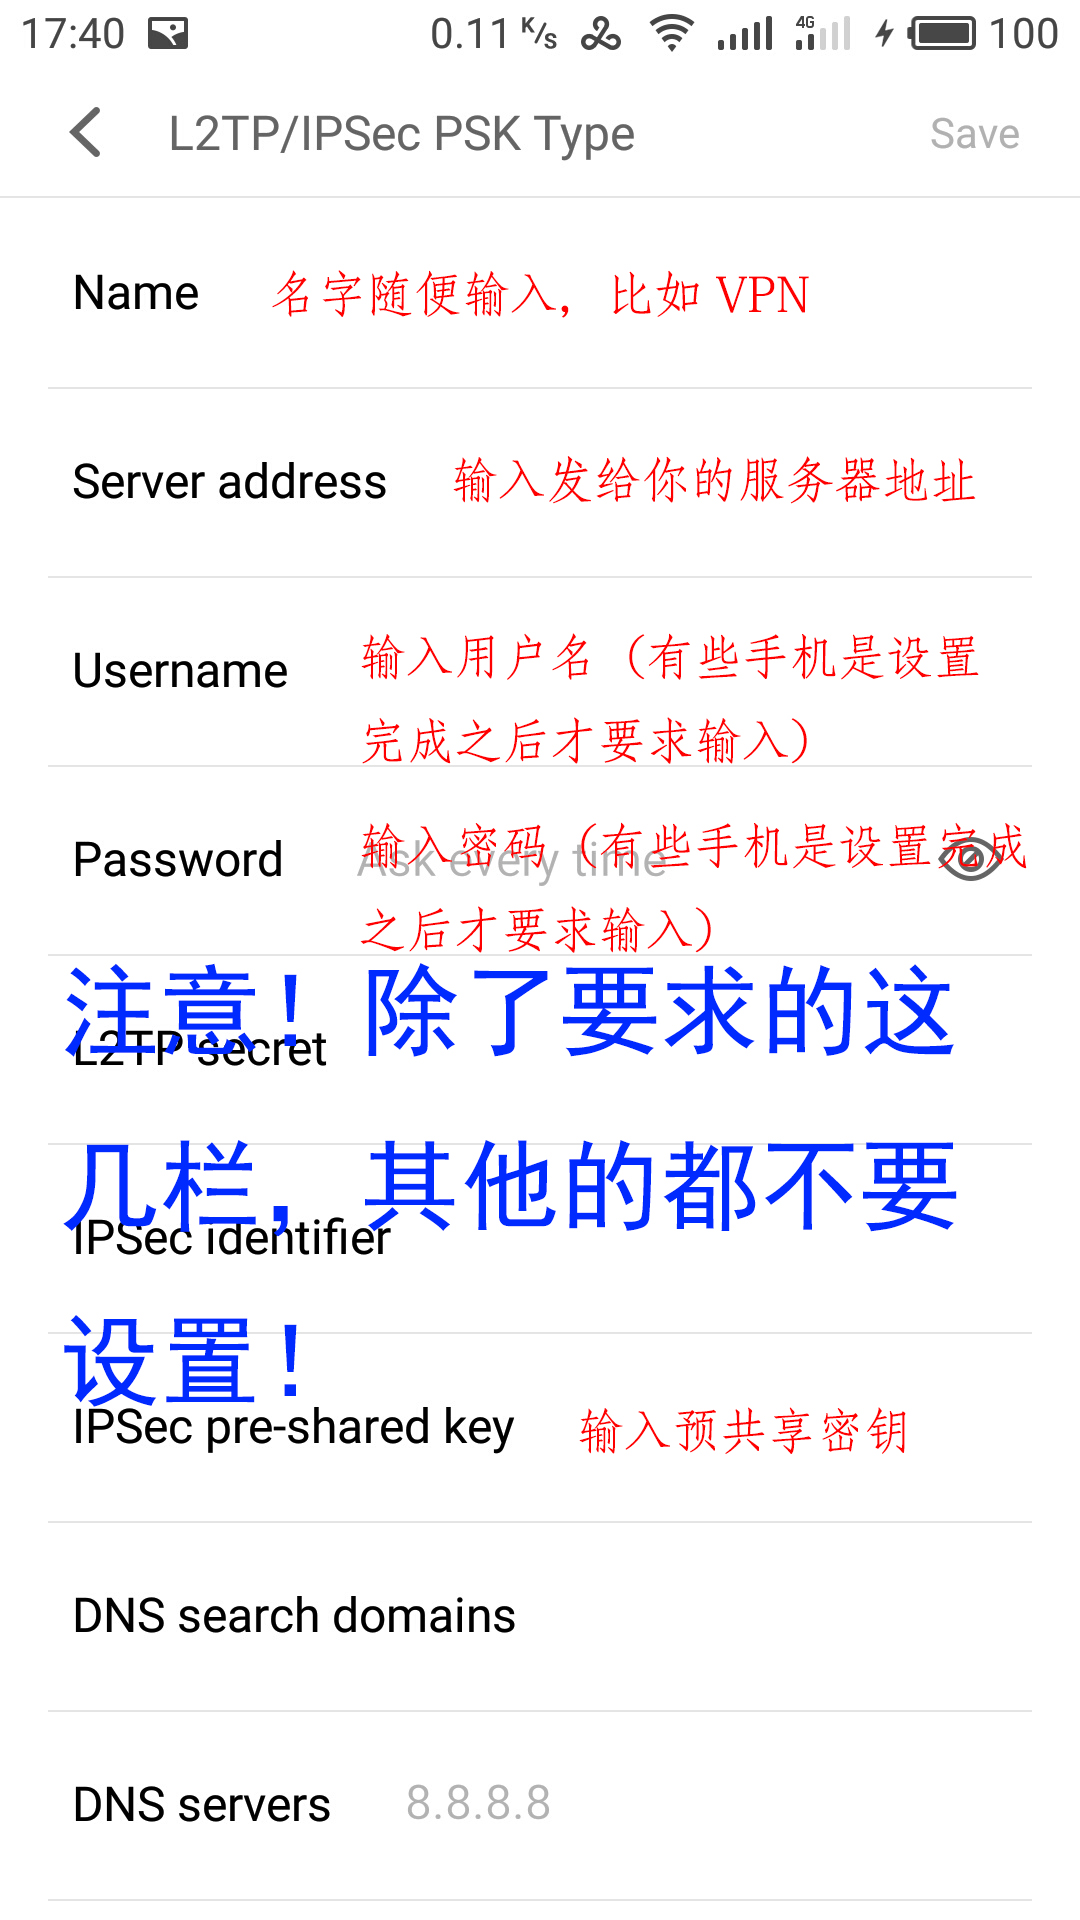 17:40 0.11 K/s 4G 100
L2TP/IPSec PSK Type Save
Name 名字随便输入，比如 VPN
Server address 输入发给你的服务器地址
Username 输入用户名（有些手机是设置
完成之后才要求输入）
Password Ask every time 输入密码（有些手机是设置完成
之后才要求输入）
注意！除了要求的这
L2TP secret
几栏，其他的都不要
IPSec identifier
设置！
IPSec pre-shared key 输入预共享密钥
DNS search domains
DNS servers 8.8.8.8